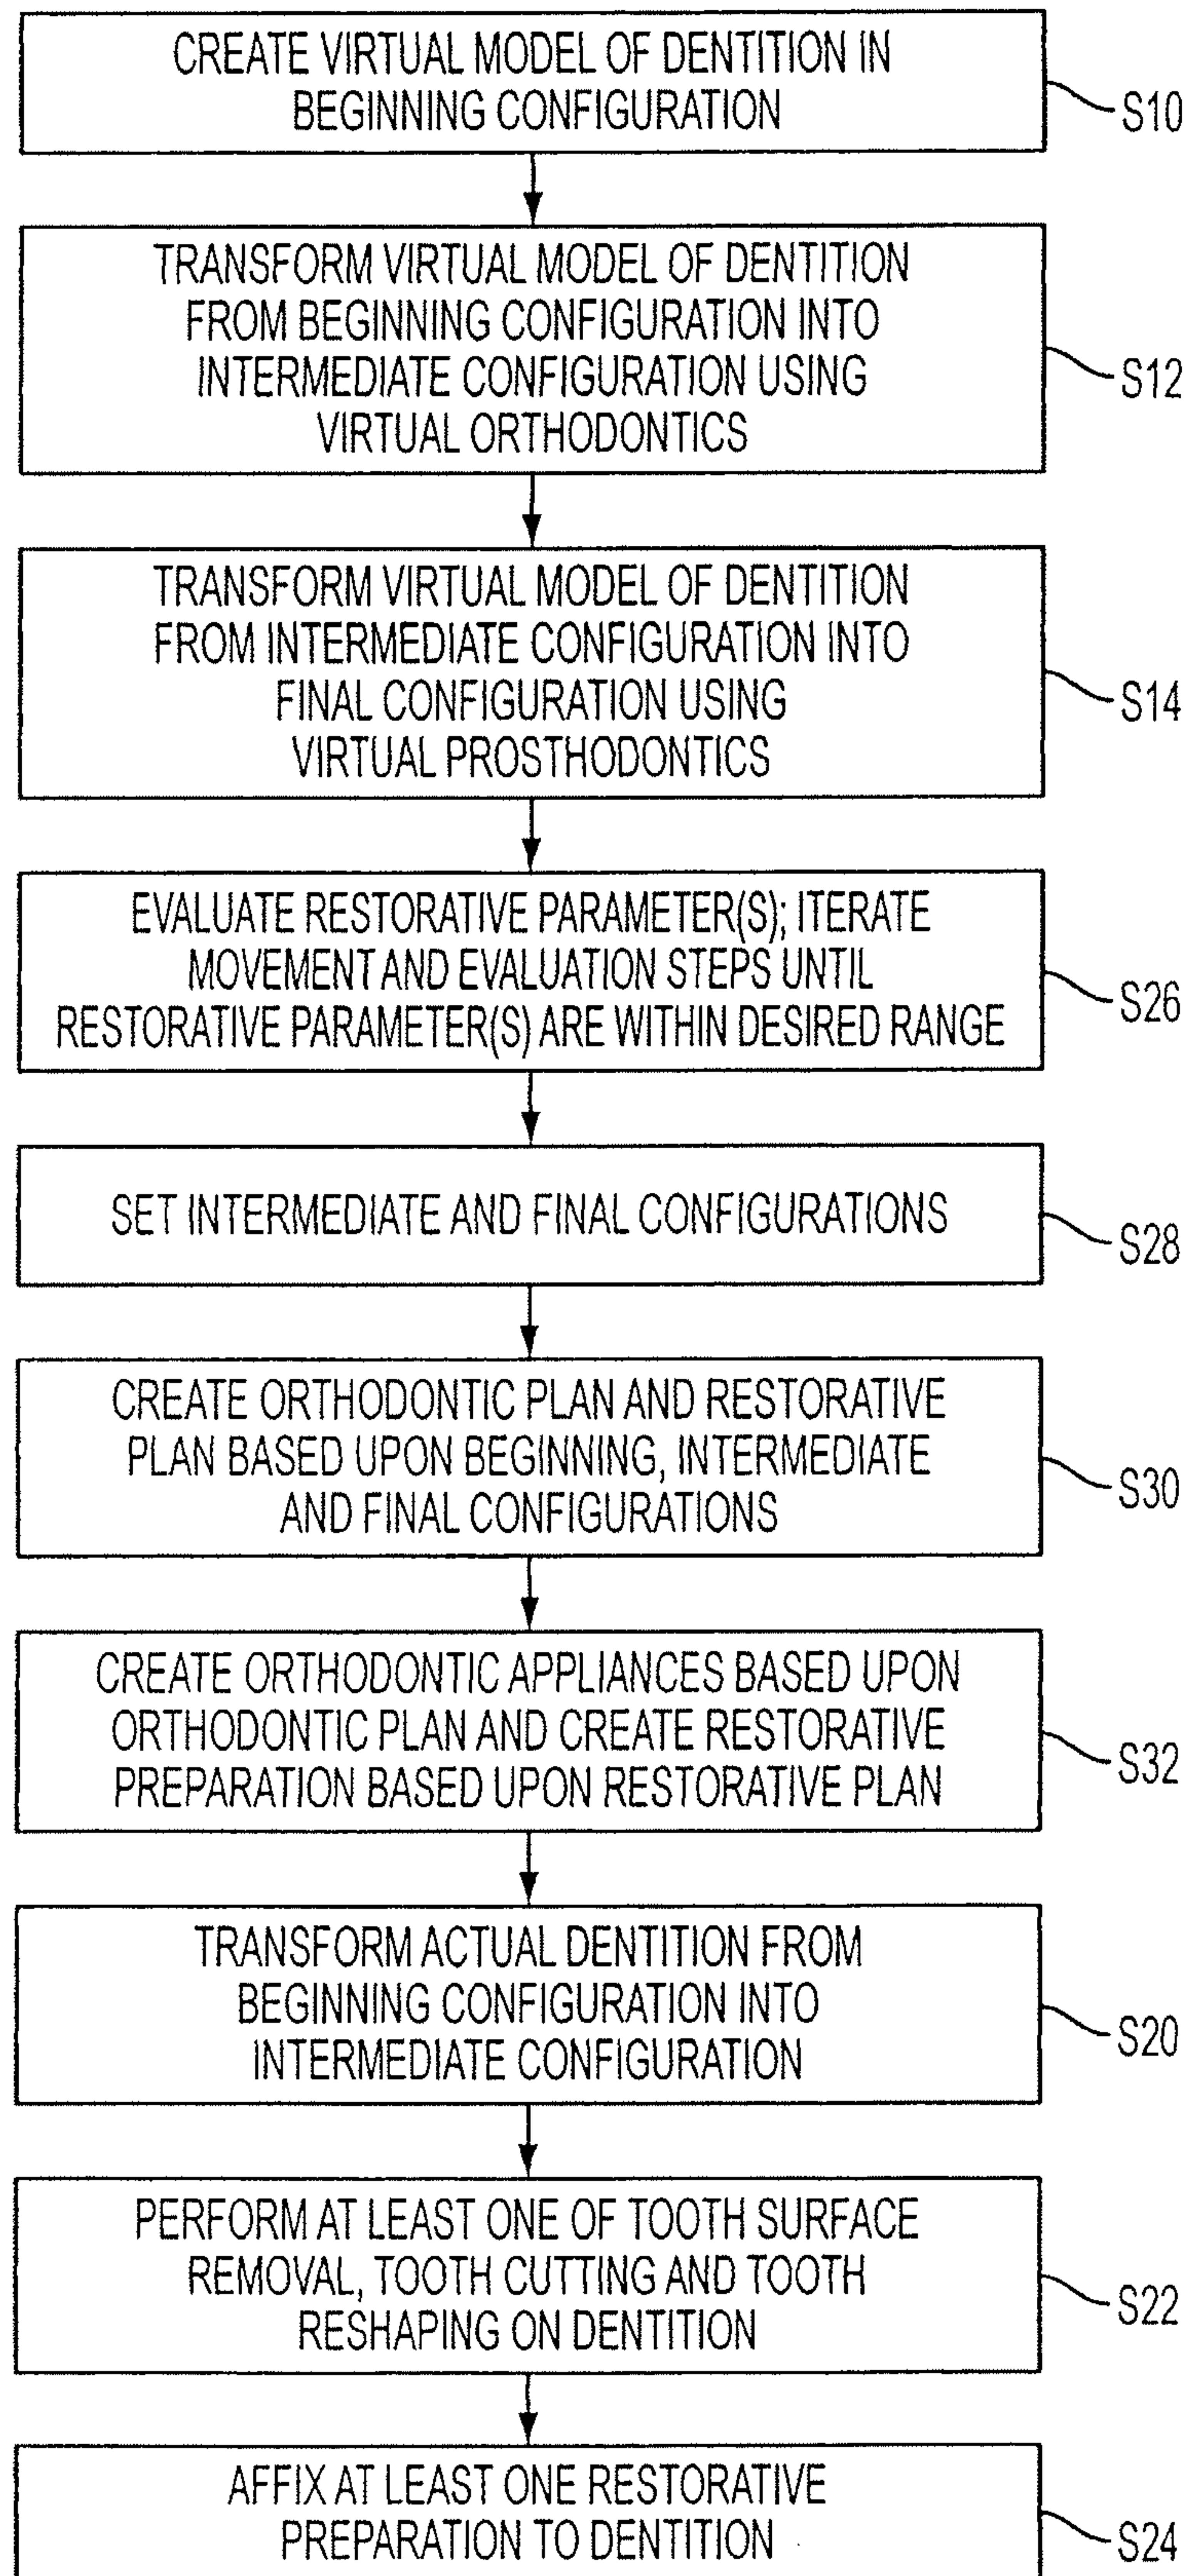 CREATE VIRTUAL MODEL OF DENTITION IN
BEGINNING CONFIGURATION
S10
TRANSFORM VIRTUAL MODEL OF DENTITION
FROM BEGINNING CONFIGURATION INTO
INTERMEDIATE CONFIGURATION USING
VIRTUAL ORTHODONTICS
S12
TRANSFORM VIRTUAL MODEL OF DENTITION
FROM INTERMEDIATE CONFIGURATION INTO
FINAL CONFIGURATION USING
VIRTUAL PROSTHODONTICS
S14
EVALUATE RESTORATIVE PARAMETER(S); ITERATE
MOVEMENT AND EVALUATION STEPS UNTIL
RESTORATIVE PARAMETER(S) ARE WITHIN DESIRED RANGE
S26
SET INTERMEDIATE AND FINAL CONFIGURATIONS
S28
CREATE ORTHODONTIC PLAN AND RESTORATIVE
PLAN BASED UPON BEGINNING, INTERMEDIATE
AND FINAL CONFIGURATIONS
S30
CREATE ORTHODONTIC APPLIANCES BASED UPON
ORTHODONTIC PLAN AND CREATE RESTORATIVE
PREPARATION BASED UPON RESTORATIVE PLAN
S32
TRANSFORM ACTUAL DENTITION FROM
BEGINNING CONFIGURATION INTO
INTERMEDIATE CONFIGURATION
S20
PERFORM AT LEAST ONE OF TOOTH SURFACE
REMOVAL, TOOTH CUTTING AND TOOTH
RESHAPING ON DENTITION
S22
AFFIX AT LEAST ONE RESTORATIVE
PREPARATION TO DENTITION
S24